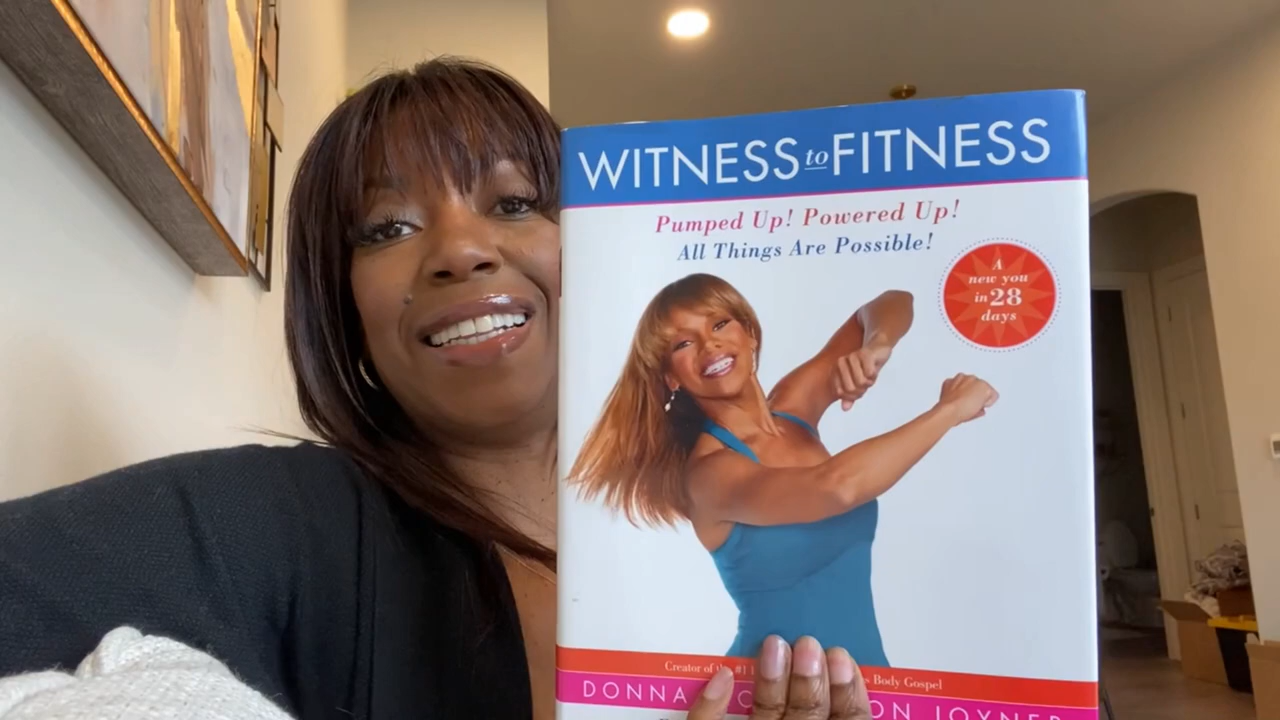 WITNESS to FITNESS
Pumped Up! Powered Up!
All Things Are Possible!
A
new you
in 28
days
Creator of the #1 Body Gospel
DONNA ON JOYNER